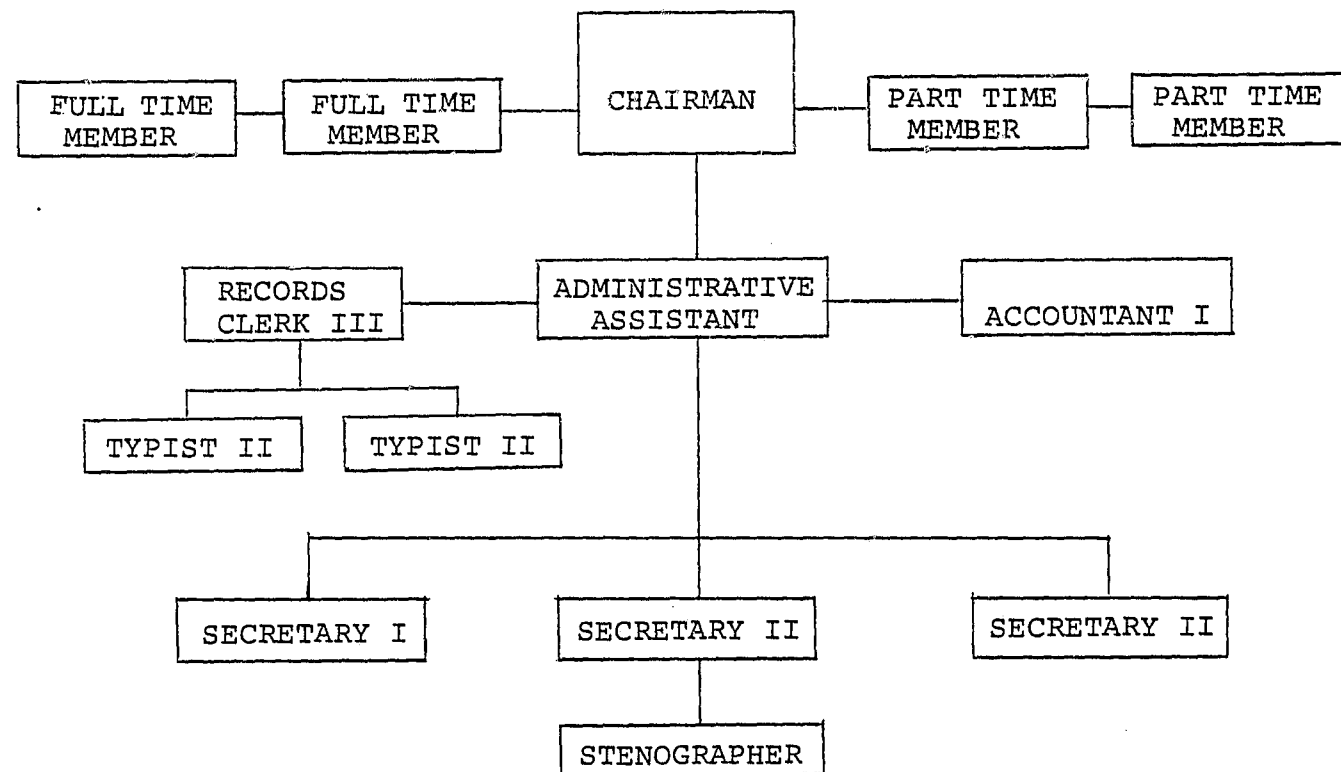 FULL TIME
MEMBER
FULL TIME
MEMBER
CHAIRMAN
PART TIME
MEMBER
PART TIME
MEMBER
RECORDS
CLERK III
ADMINISTRATIVE
ASSISTANT
ACCOUNTANT I
TYPIST II
TYPIST II
SECRETARY I
SECRETARY II
SECRETARY II
STENOGRAPHER